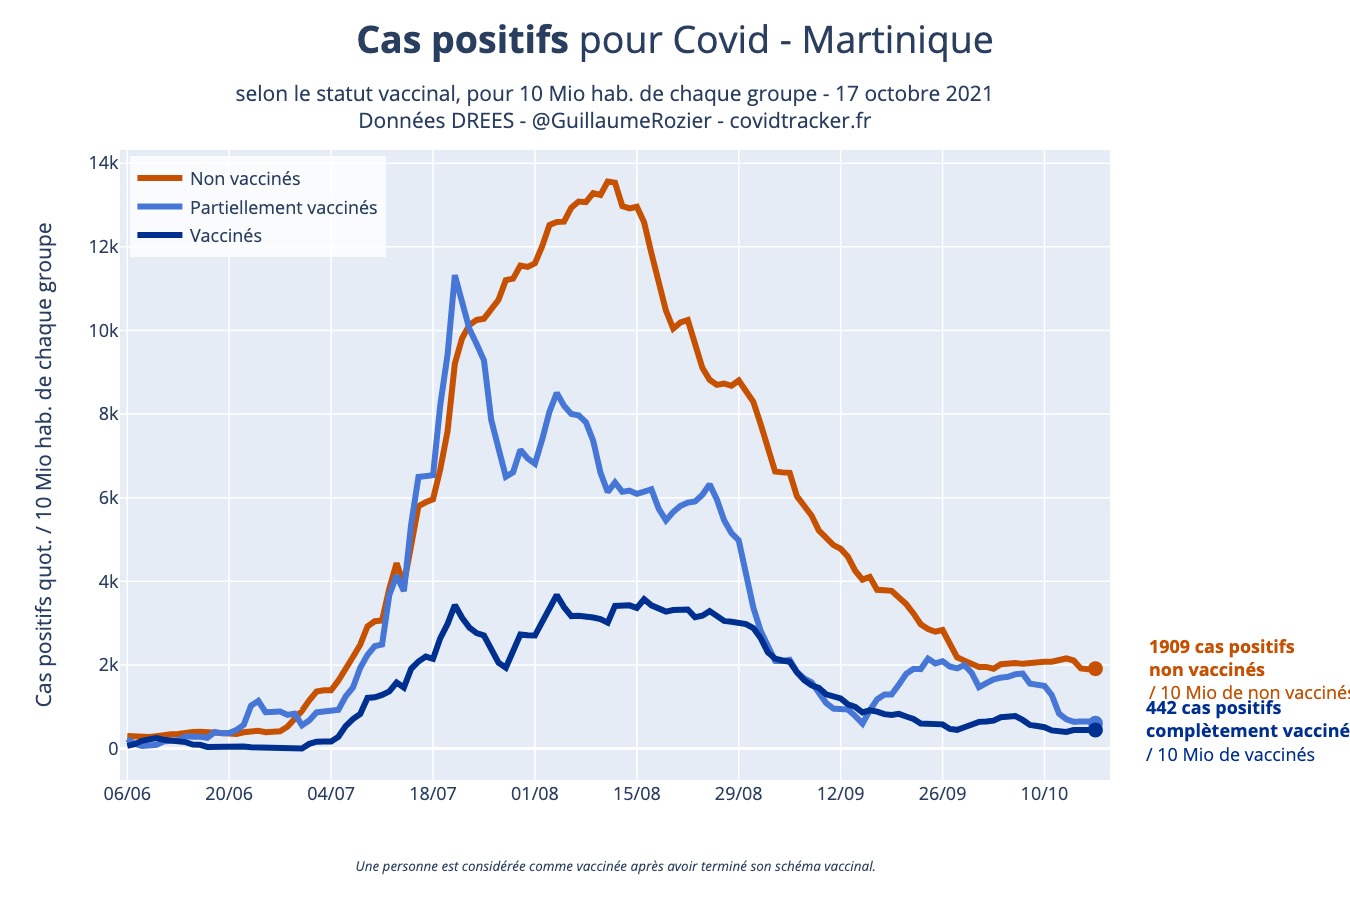 Cas positifs pour Covid - Martinique
selon le statut vaccinal, pour 10 Mio hab. de chaque groupe - 17 octobre 2021
Données DREES - @GuillaumeRozier - covidtracker.fr
Cas positifs quot. / 10 Mio hab. de chaque groupe
14k
12k
10k
8k
6k
4k
2k
0
Non vaccinés
Partiellement vaccinés
Vaccinés
06/06
20/06
04/07
18/07
01/08
15/08
29/08
12/09
26/09
10/10
1909 cas positifs
non vaccinés
/ 10 Mio de non vaccinés
442 cas positifs
complètement vacciné
/ 10 Mio de vaccinés
Une personne est considérée comme vaccinée après avoir terminé son schéma vaccinal.